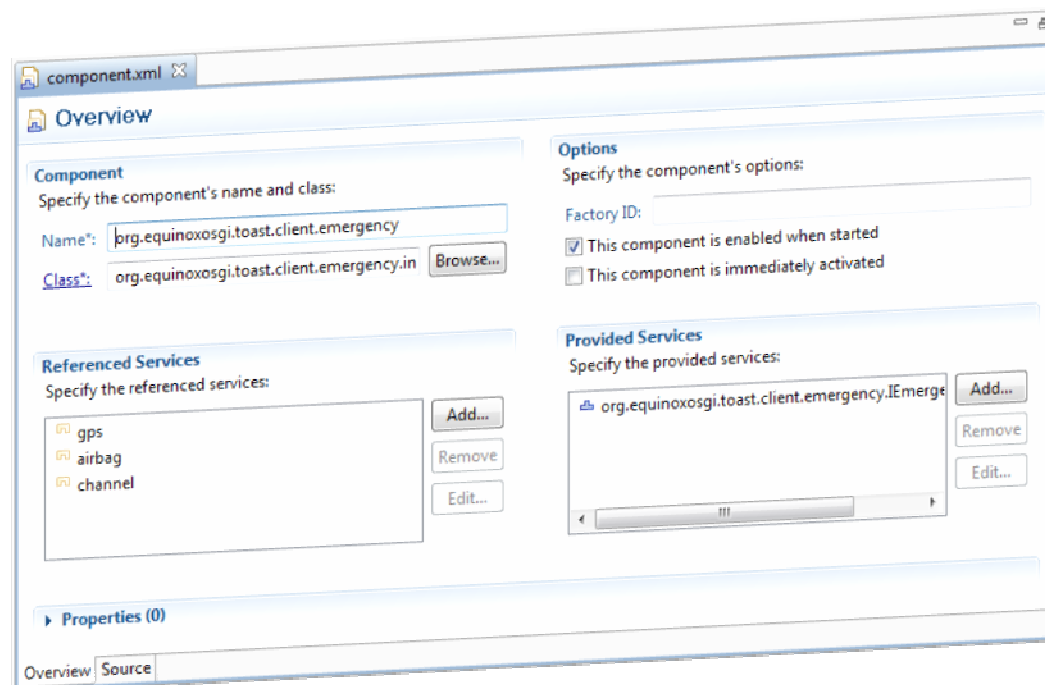 component.xml
Overview
Component
Specify the component's name and class:
Name*: org.equinoxosgi.toast.client.emergency
Class*: org.equinoxosgi.toast.client.emergency.in Browse...
Options
Specify the component's options:
Factory ID:
This component is enabled when started
This component is immediately activated
Referenced Services
Specify the referenced services:
gps
airbag
channel
Add...
Remove
Edit...
Provided Services
Specify the provided services:
org.equinoxosgi.toast.client.emergency.IEmerge
Add...
Remove
Edit...
Properties (0)
Overview Source